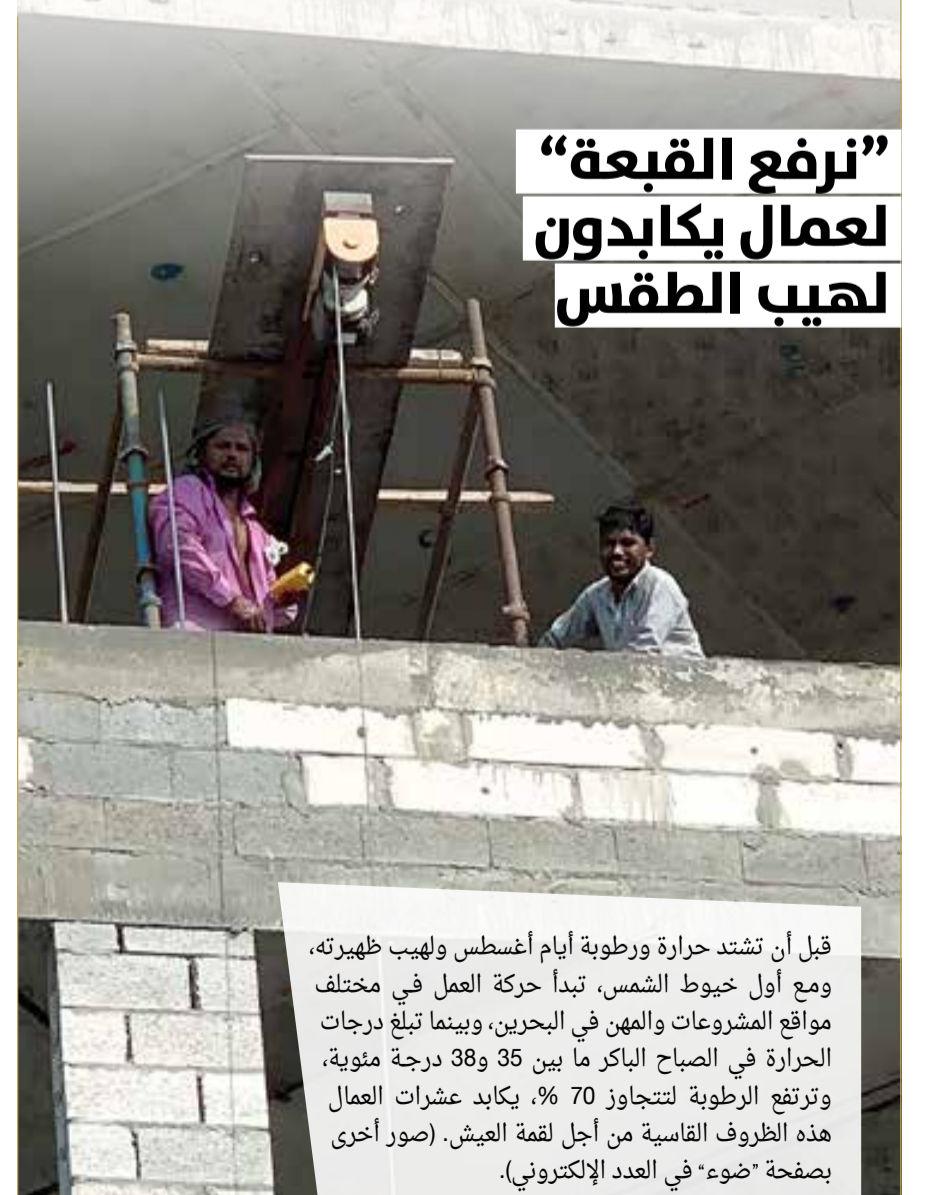 ”نرفع القبعة“
لعمال يكابدون
لهيب الطقس
قبل أن تشتد حرارة ورطوبة أيام أغسطس ولهيب ظهيرته،
ومع أول خيوط الشمس، تبدأ حركة العمل في مختلف
مواقع المشروعات والمهن في البحرين، وبينما تبلغ درجات
الحرارة في الصباح الباكر ما بين 35 و38 درجة مئوية،
وترتفع الرطوبة لتتجاوز 70 %، يكابد عشرات العمال
هذه الظروف القاسية من أجل لقمة العيش. (صور أخرى
بصفحة ”ضوء“ في العدد الإلكتروني).